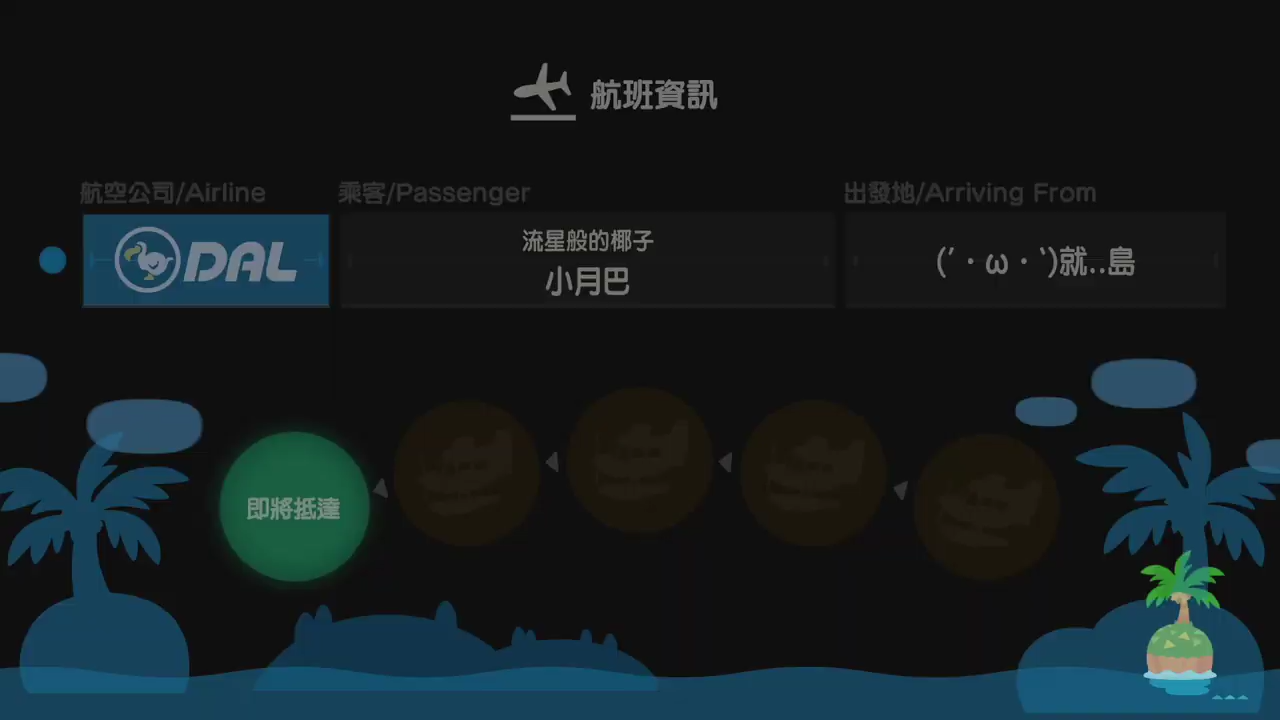 航班資訊
航空公司/Airline
乘客/Passenger
出發地/Arriving From
DAL
流星般的椰子
小月巴
(´・ω・`)就..島
即將抵達